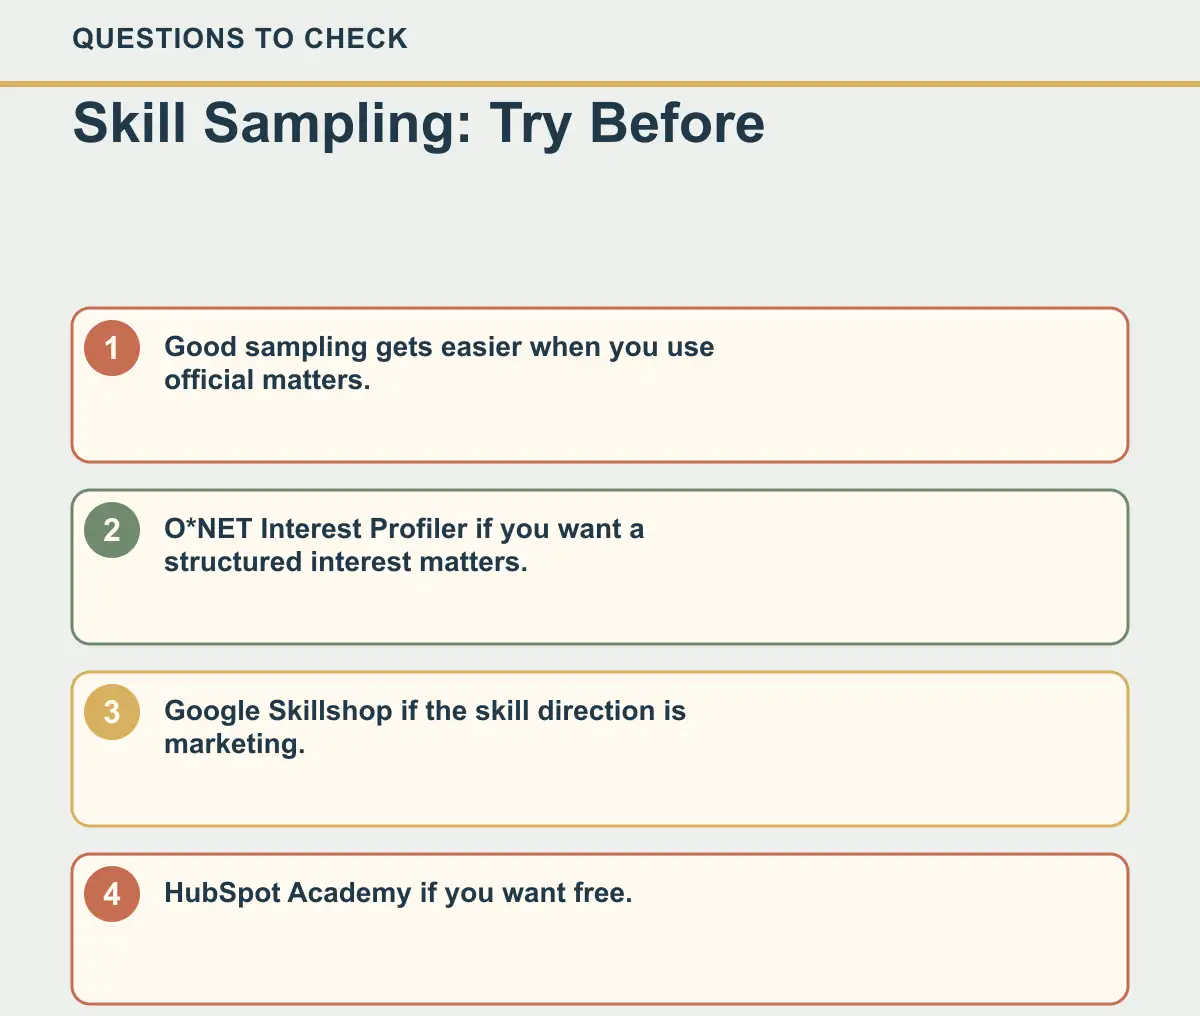 QUESTIONS TO CHECK
Skill Sampling: Try Before
1
Good sampling gets easier when you use
official matters.
2
O*NET Interest Profiler if you want a
structured interest matters.
3
Google Skillshop if the skill direction is
marketing.
4
HubSpot Academy if you want free.